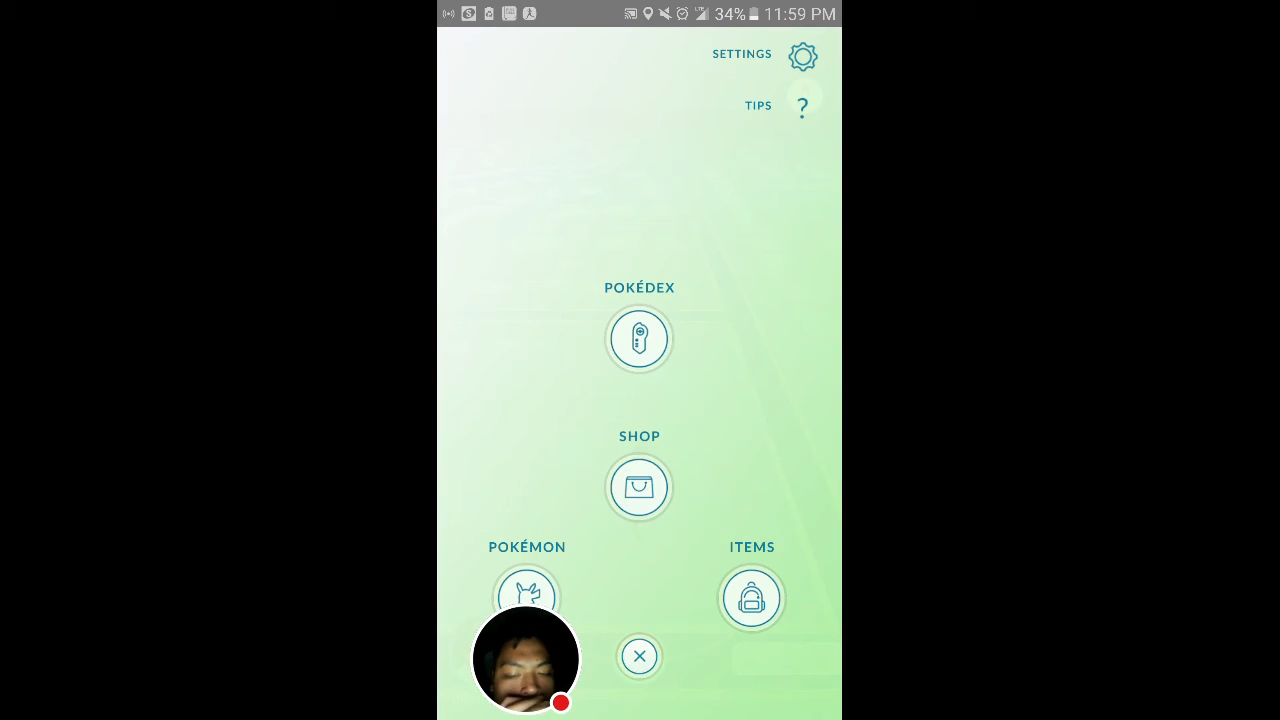 34% 11:59 PM
SETTINGS
TIPS ?
POKÉDEX
SHOP
POKÉMON
ITEMS